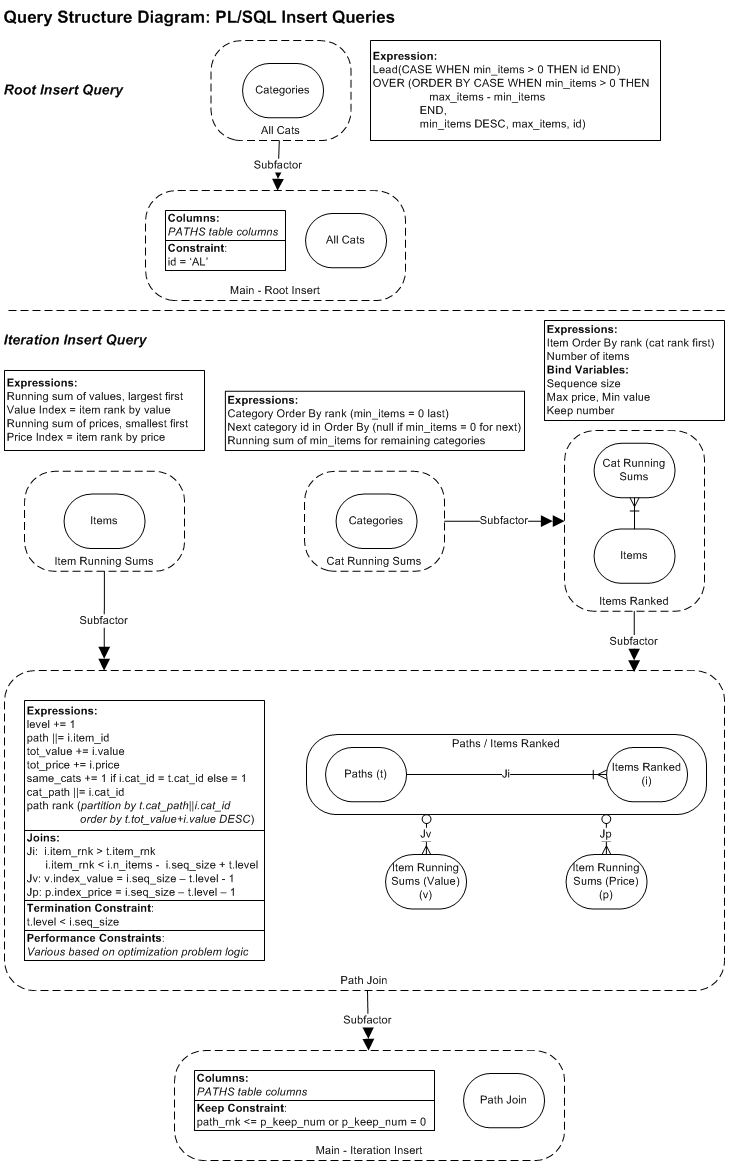 Query Structure Diagram: PL/SQL Insert Queries
Root Insert Query
Categories
All Cats
Expression:
Lead(CASE WHEN min_items > 0 THEN id END)
OVER (ORDER BY CASE WHEN min_items > 0 THEN
max_items - min_items
END,
min_items DESC, max_items, id)
Subfactor
Columns:
PATHS table columns
Constraint:
id = ‘AL’
All Cats
Main - Root Insert
Iteration Insert Query
Expressions:
Running sum of values, largest first
Value Index = item rank by value
Running sum of prices, smallest first
Price Index = item rank by price
Expressions:
Category Order By rank (min_items = 0 last)
Next category id in Order By (null if min_items = 0 for next)
Running sum of min_items for remaining categories
Expressions:
Item Order By rank (cat rank first)
Number of items
Bind Variables:
Sequence size
Max price, Min value
Keep number
Items
Item Running Sums
Categories
Cat Running Sums
Subfactor
Cat Running
Sums
Items
Items Ranked
Subfactor
Subfactor
Expressions:
level += 1
path ||= i.item_id
tot_value += i.value
tot_price += i.price
same_cats += 1 if i.cat_id = t.cat_id else = 1
cat_path ||= i.cat_id
path rank (partition by t.cat_path||i.cat_id
order by t.tot_value+i.value DESC)
Joins:
Ji: i.item_rnk > t.item_rnk
i.item_rnk < i.n_items - i.seq_size + t.level
Jv: v.index_value = i.seq_size – t.level - 1
Jp: p.index_price = i.seq_size – t.level – 1
Termination Constraint:
t.level < i.seq_size
Performance Constraints:
Various based on optimization problem logic
Paths / Items Ranked
Paths (t)
Ji
Items Ranked
(i)
Jv
Jp
Item Running
Sums (Value)
(v)
Item Running
Sums (Price)
(p)
Path Join
Subfactor
Columns:
PATHS table columns
Keep Constraint:
path_rnk <= p_keep_num or p_keep_num = 0
Path Join
Main - Iteration Insert